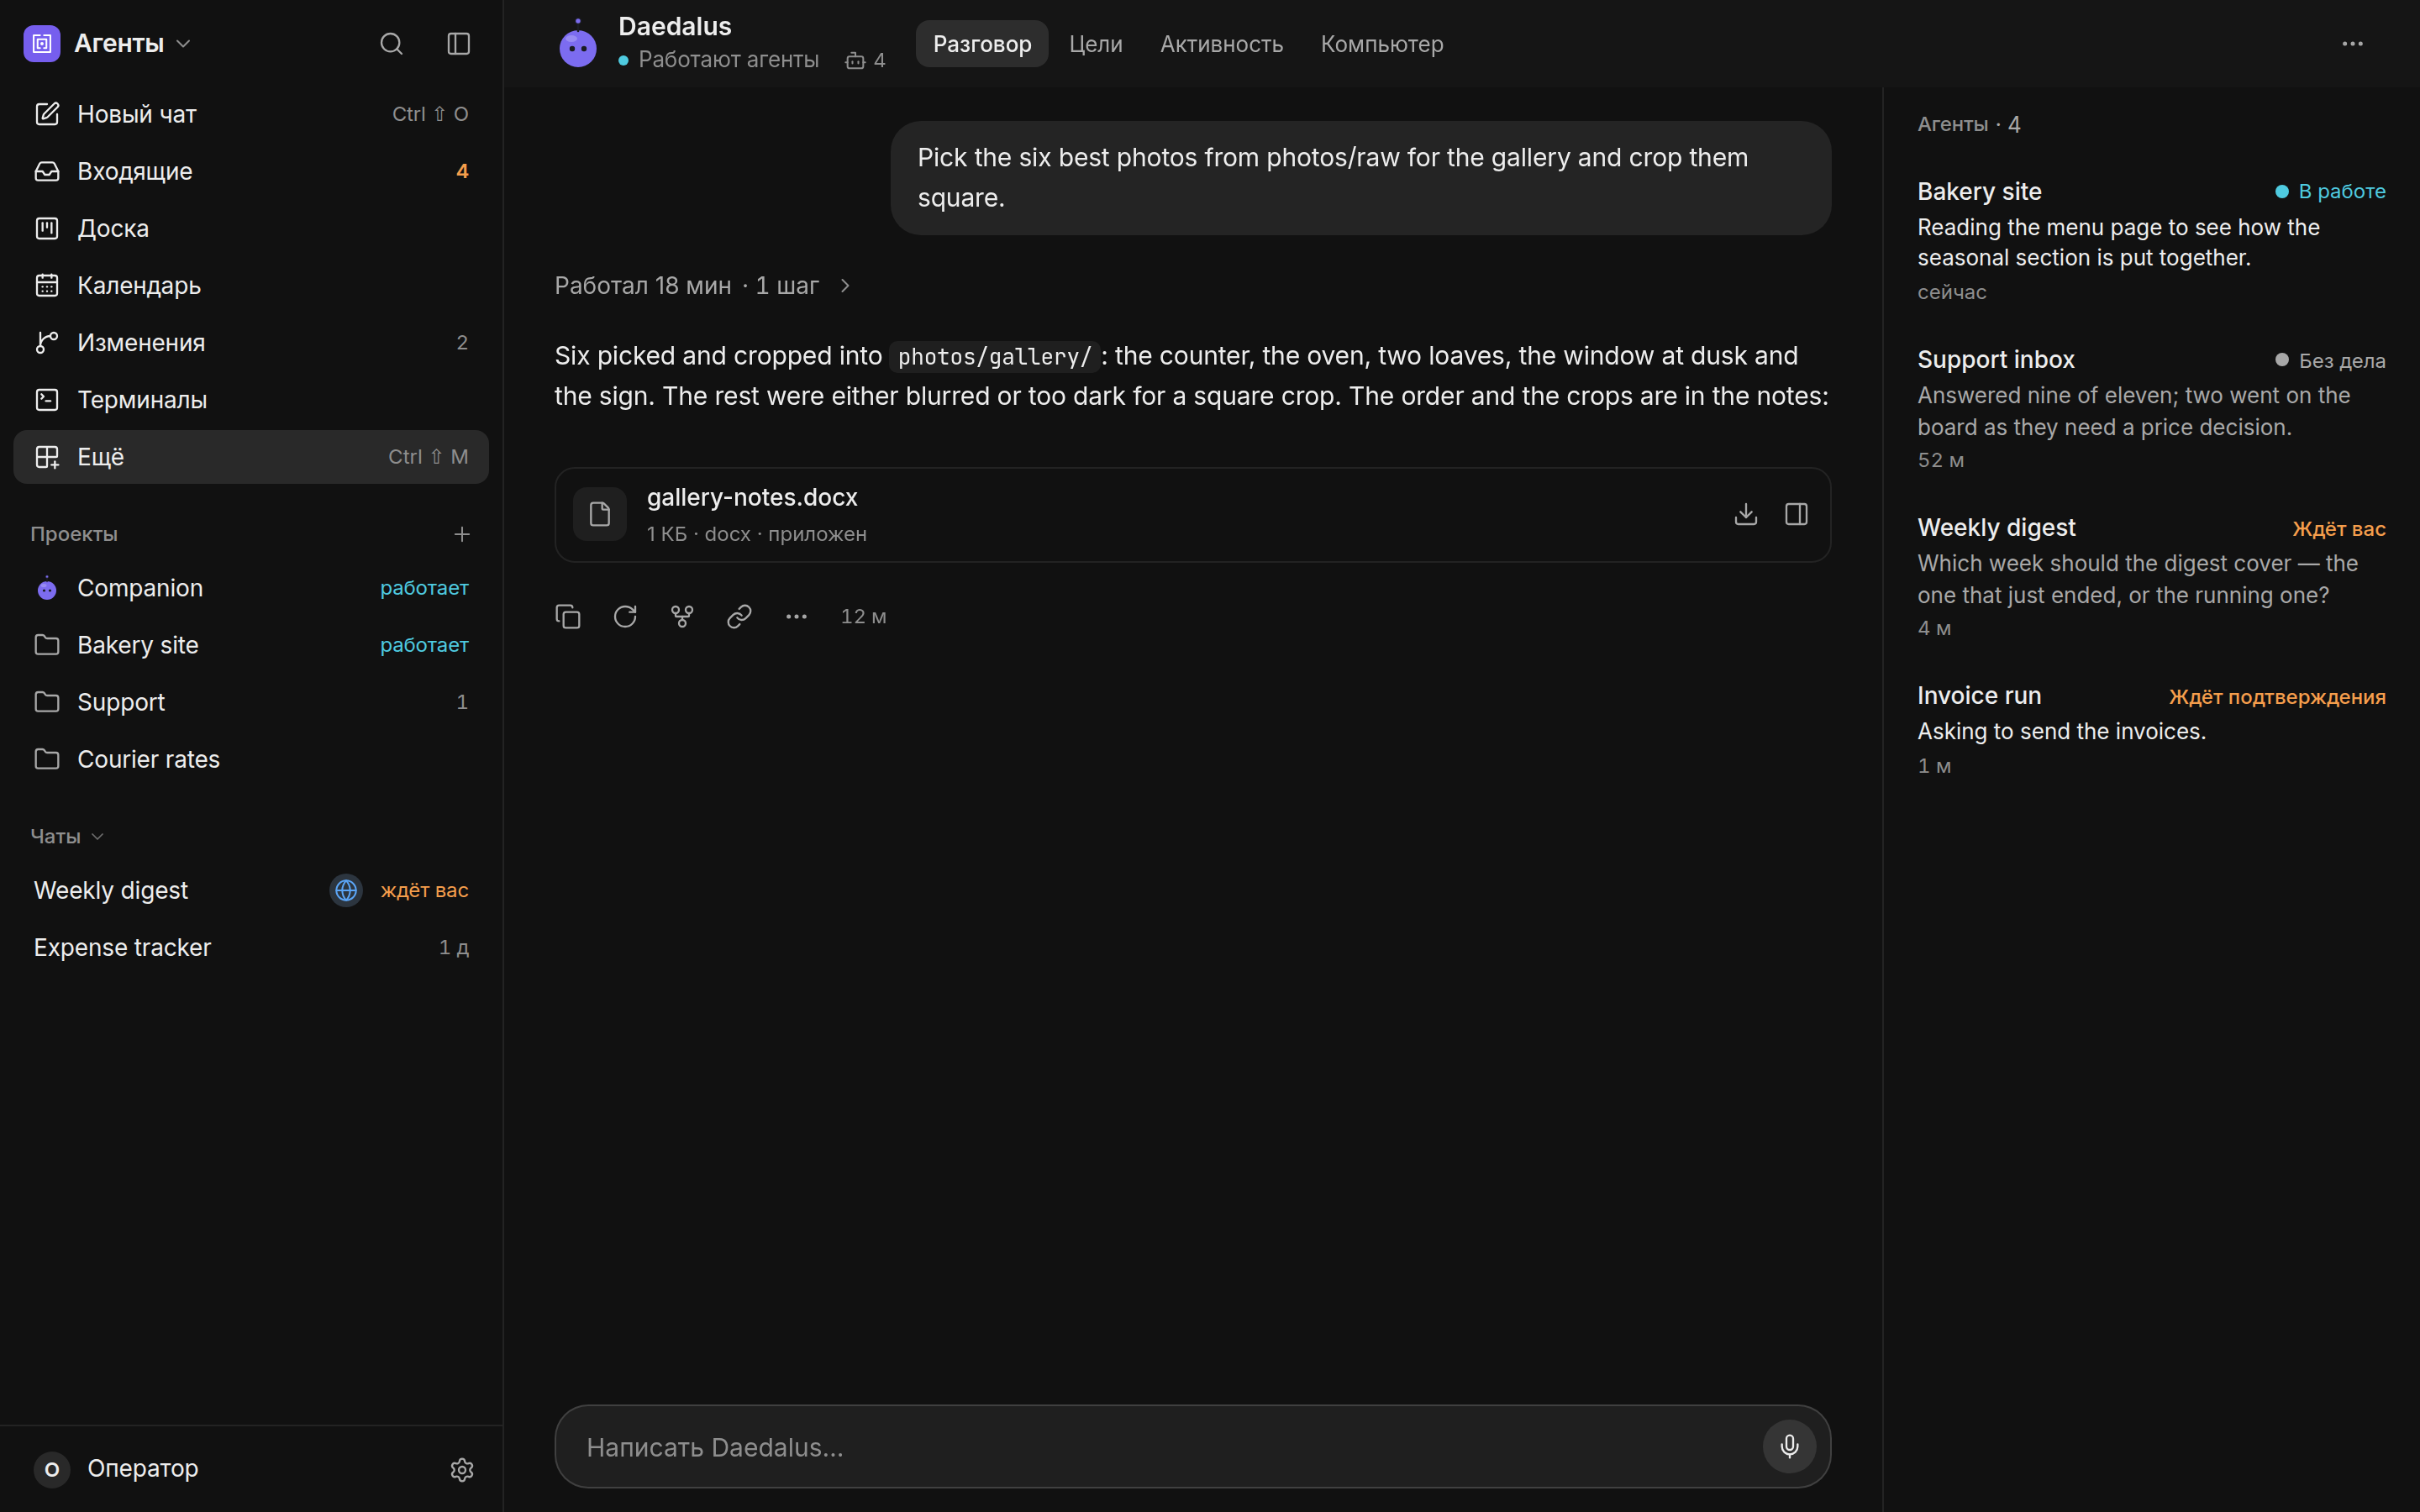 Агенты
Новый чат Ctrl ⇧ O
Входящие 4
Доска
Календарь
Изменения 2
Терминалы
Ещё Ctrl ⇧ M
Проекты
Companion работает
Bakery site работает
Support 1
Courier rates
Чаты
Weekly digest ждёт вас
Expense tracker 1 д
О Оператор
Daedalus
Работают агенты 4
Разговор Цели Активность Компьютер
Pick the six best photos from photos/raw for the gallery and crop them
square.
Работал 18 мин · 1 шаг
Six picked and cropped into photos/gallery/: the counter, the oven, two loaves, the window at dusk and
the sign. The rest were either blurred or too dark for a square crop. The order and the crops are in the notes:
gallery-notes.docx
1 КБ · docx · приложен
12 м
Написать Daedalus...
Агенты · 4
Bakery site В работе
Reading the menu page to see how the
seasonal section is put together.
сейчас
Support inbox Без дела
Answered nine of eleven; two went on the
board as they need a price decision.
52 м
Weekly digest Ждёт вас
Which week should the digest cover — the
one that just ended, or the running one?
4 м
Invoice run Ждёт подтверждения
Asking to send the invoices.
1 м